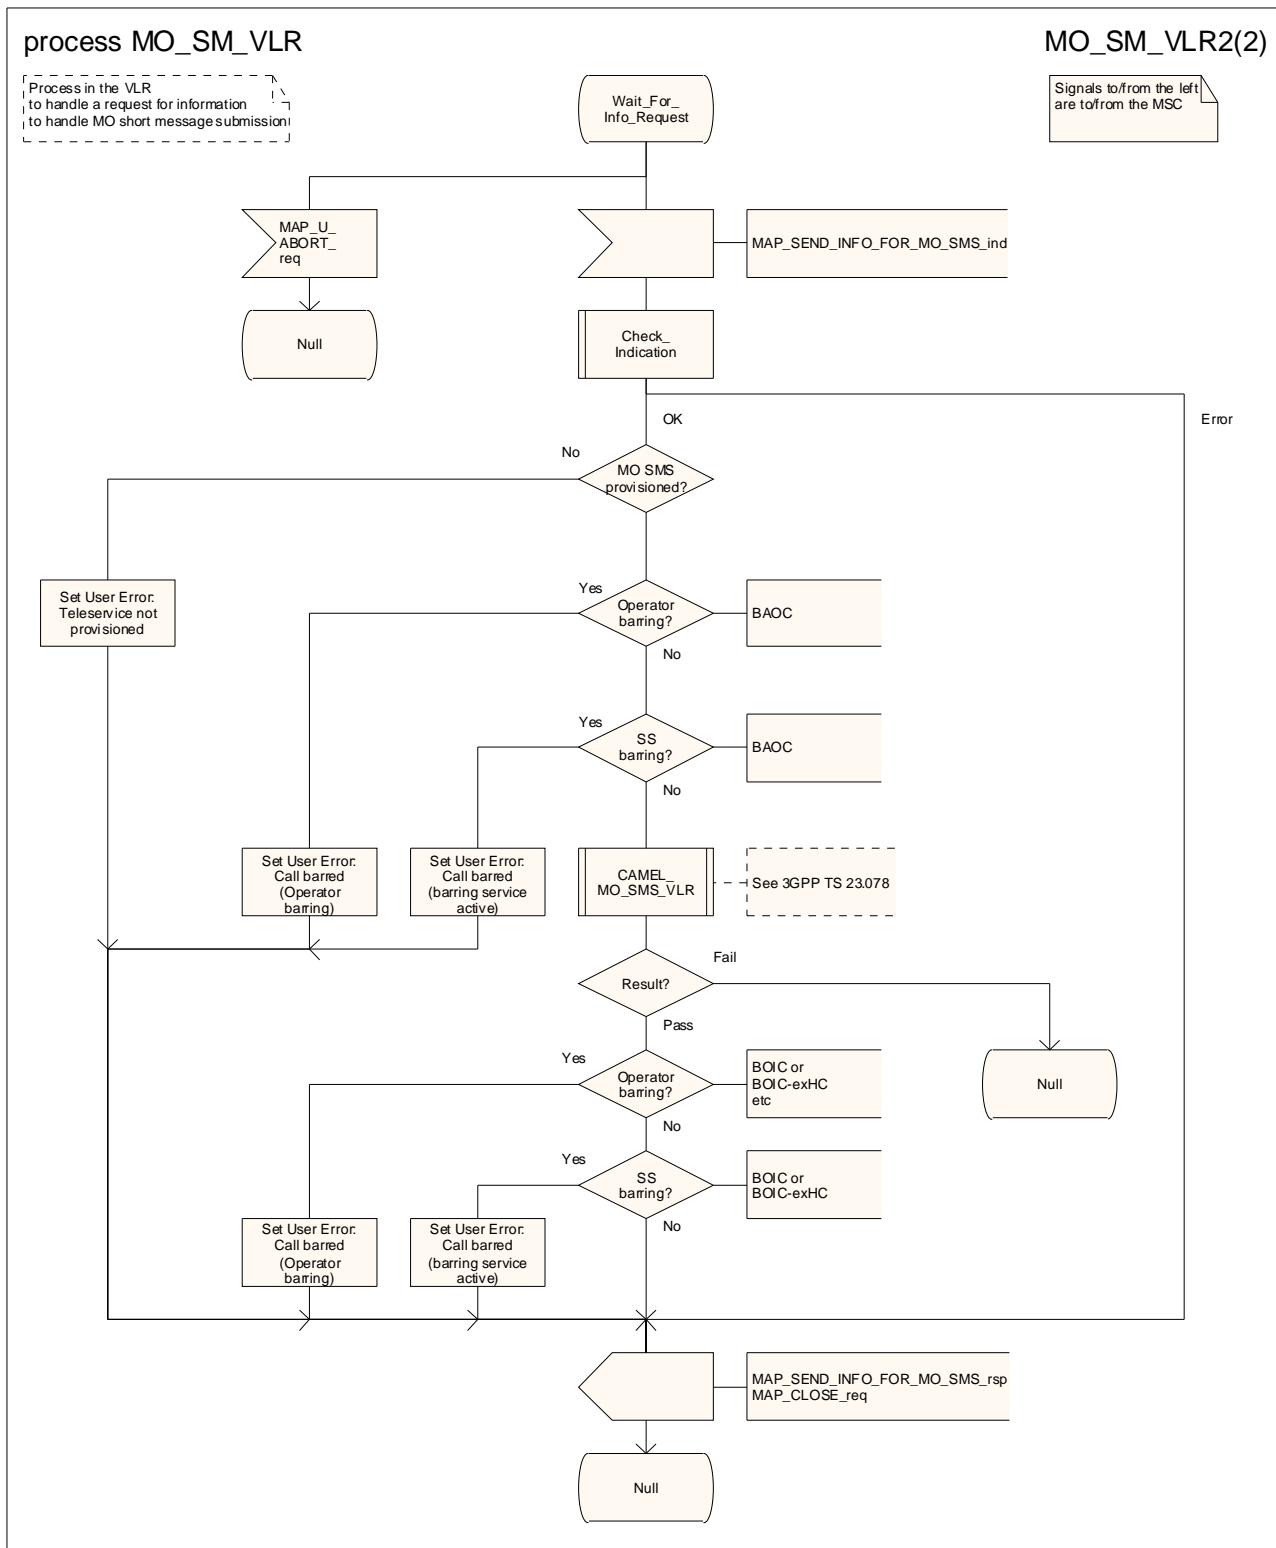 process MO_SM_VLR
MO_SM_VLR2(2)
Process in the VLR
to handle a request for information
to handle MO short message submission
Wait_For_
Info_Request
Signals to/from the left
are to/from the MSC
MAP_U_
ABORT_
req
MAP_SEND_INFO_FOR_MO_SMS_ind
Null
Check_
Indication
OK
Error
No
MO SMS
provisioned?
Set User Error:
Teleservice not
provisioned
Yes
Operator
barring?
BAOC
No
Yes
SS
barring?
BAOC
No
Set User Error:
Call barred
(Operator
barring)
Set User Error:
Call barred
(barring service
active)
CAMEL_
MO_SMS_VLR
See 3GPP TS 23.078
Result?
Fail
Pass
Yes
Operator
barring?
BOIC or
BOIC-exHC
etc
Null
No
Yes
SS
barring?
BOIC or
BOIC-exHC
No
Set User Error:
Call barred
(Operator
barring)
Set User Error:
Call barred
(barring service
active)
MAP_SEND_INFO_FOR_MO_SMS_rsp
MAP_CLOSE_req
Null